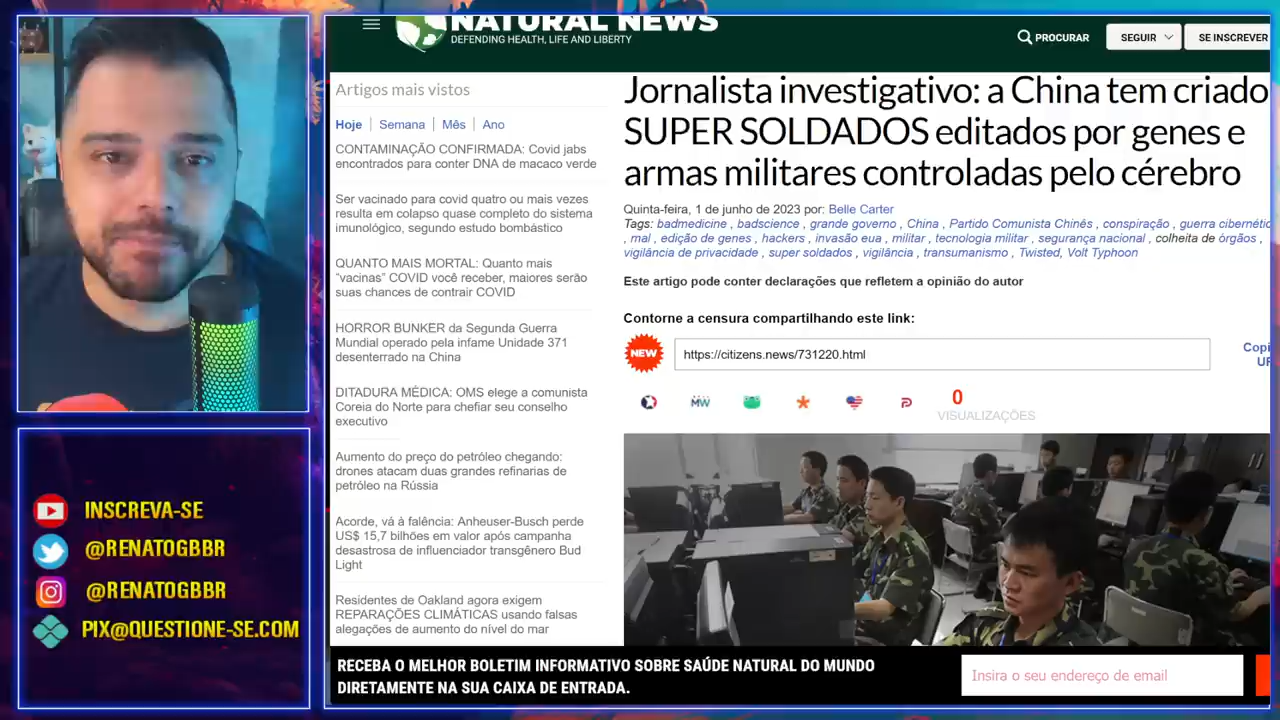 NATURAL NEWS
DEFENDING HEALTH, LIFE AND LIBERTY
PROCURAR
SEGUIR
SE INSCREVER
Artigos mais vistos
Hoje
Semana
Mês
Ano
CONTAMINAÇÃO CONFIRMADA: Covid jabs
encontrados para conter DNA de macaco verde
Ser vacinado para covid quatro ou mais vezes
resulta em colapso quase completo do sistema
imunológico, segundo estudo bombástico
QUANTO MAIS MORTAL: Quanto mais
"vacinas" COVID você receber, maiores serão
suas chances de contrair COVID
HORROR BUNKER da Segunda Guerra
Mundial operado pela infame Unidade 371
desenterrado na China
DITADURA MÉDICA: OMS elege a comunista
Coreia do Norte para chefiar seu conselho
executivo
Aumento do preço do petróleo chegando:
drones atacam duas grandes refinarias de
petróleo na Rússia
Acorde, vá à falência: Anheuser-Busch perde
US$ 15,7 bilhões em valor após campanha
desastrosa de influenciador transgênero Bud
Light
Residentes de Oakland agora exigem
REPARAÇÕES CLIMÁTICAS usando falsas
alegações de aumento do nível do mar
Jornalista investigativo: a China tem criado
SUPER SOLDADOS editados por genes e
armas militares controladas pelo cérebro
Quinta-feira, 1 de junho de 2023 por: Belle Carter
Tags: badmedicine , badscience , grande governo , China , Partido Comunista Chinês , conspiração , guerra cibernétic
, mal , edição de genes , hackers , invasão eua , militar , tecnologia militar , segurança nacional , colheita de órgãos ,
vigilância de privacidade , super soldados , vigilância , transumanismo , Twisted, Volt Typhoon
Este artigo pode conter declarações que refletem a opinião do autor
Contorne a censura compartilhando este link:
NEW
https://citizens.news/731220.html
Copi
UF
MW
0
VISUALIZAÇÕES
INSCREVA-SE
@RENATOGBBR
@RENATOGBBR
PIX@QUESTIONE-SE.COM
RECEBA O MELHOR BOLETIM INFORMATIVO SOBRE SAÚDE NATURAL DO MUNDO
DIRETAMENTE NA SUA CAIXA DE ENTRADA.
Insira o seu endereço de email